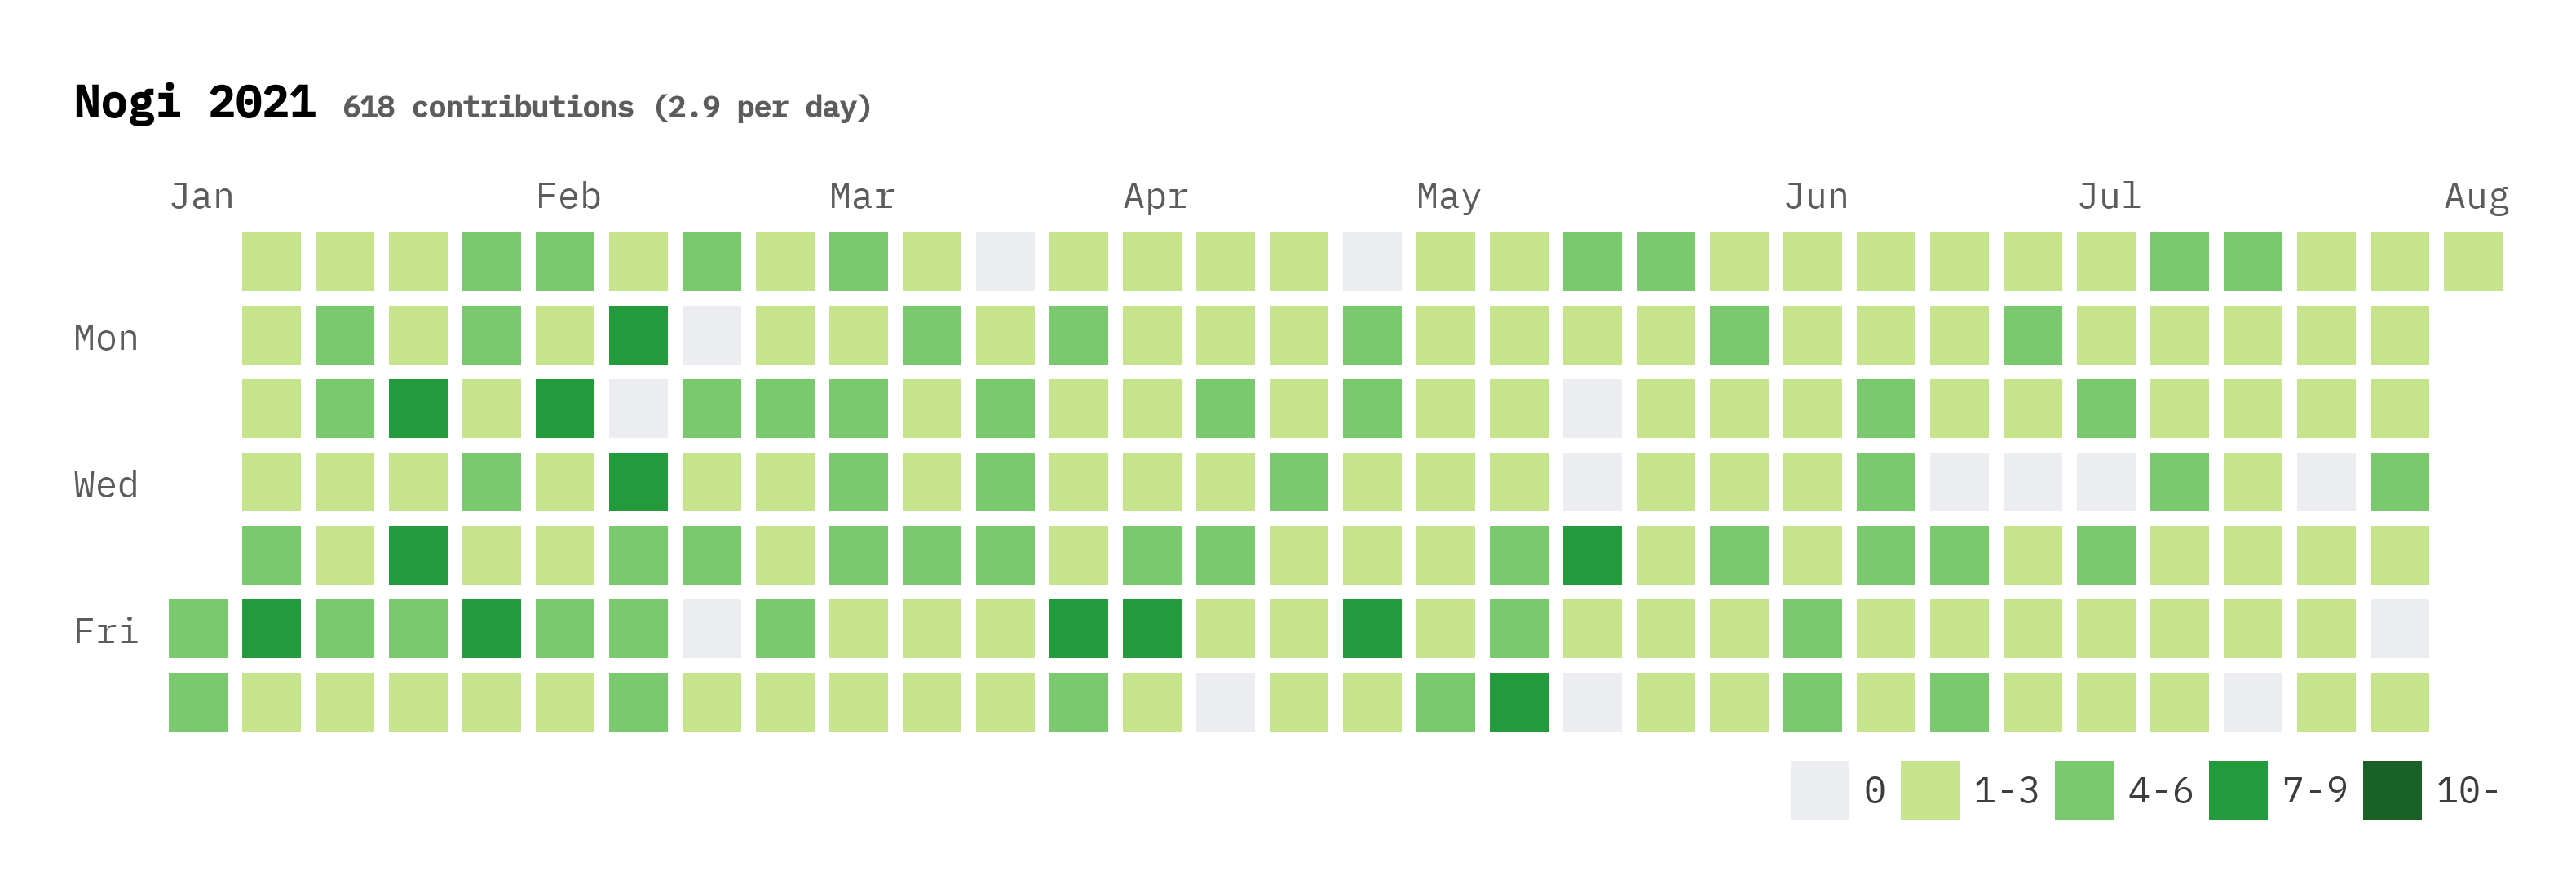 Nogi 2021 618 contributions (2.9 per day)
Jan Feb Mar Apr May Jun Jul Aug
Mon
Wed
Fri
0 1-3 4-6 7-9 10-